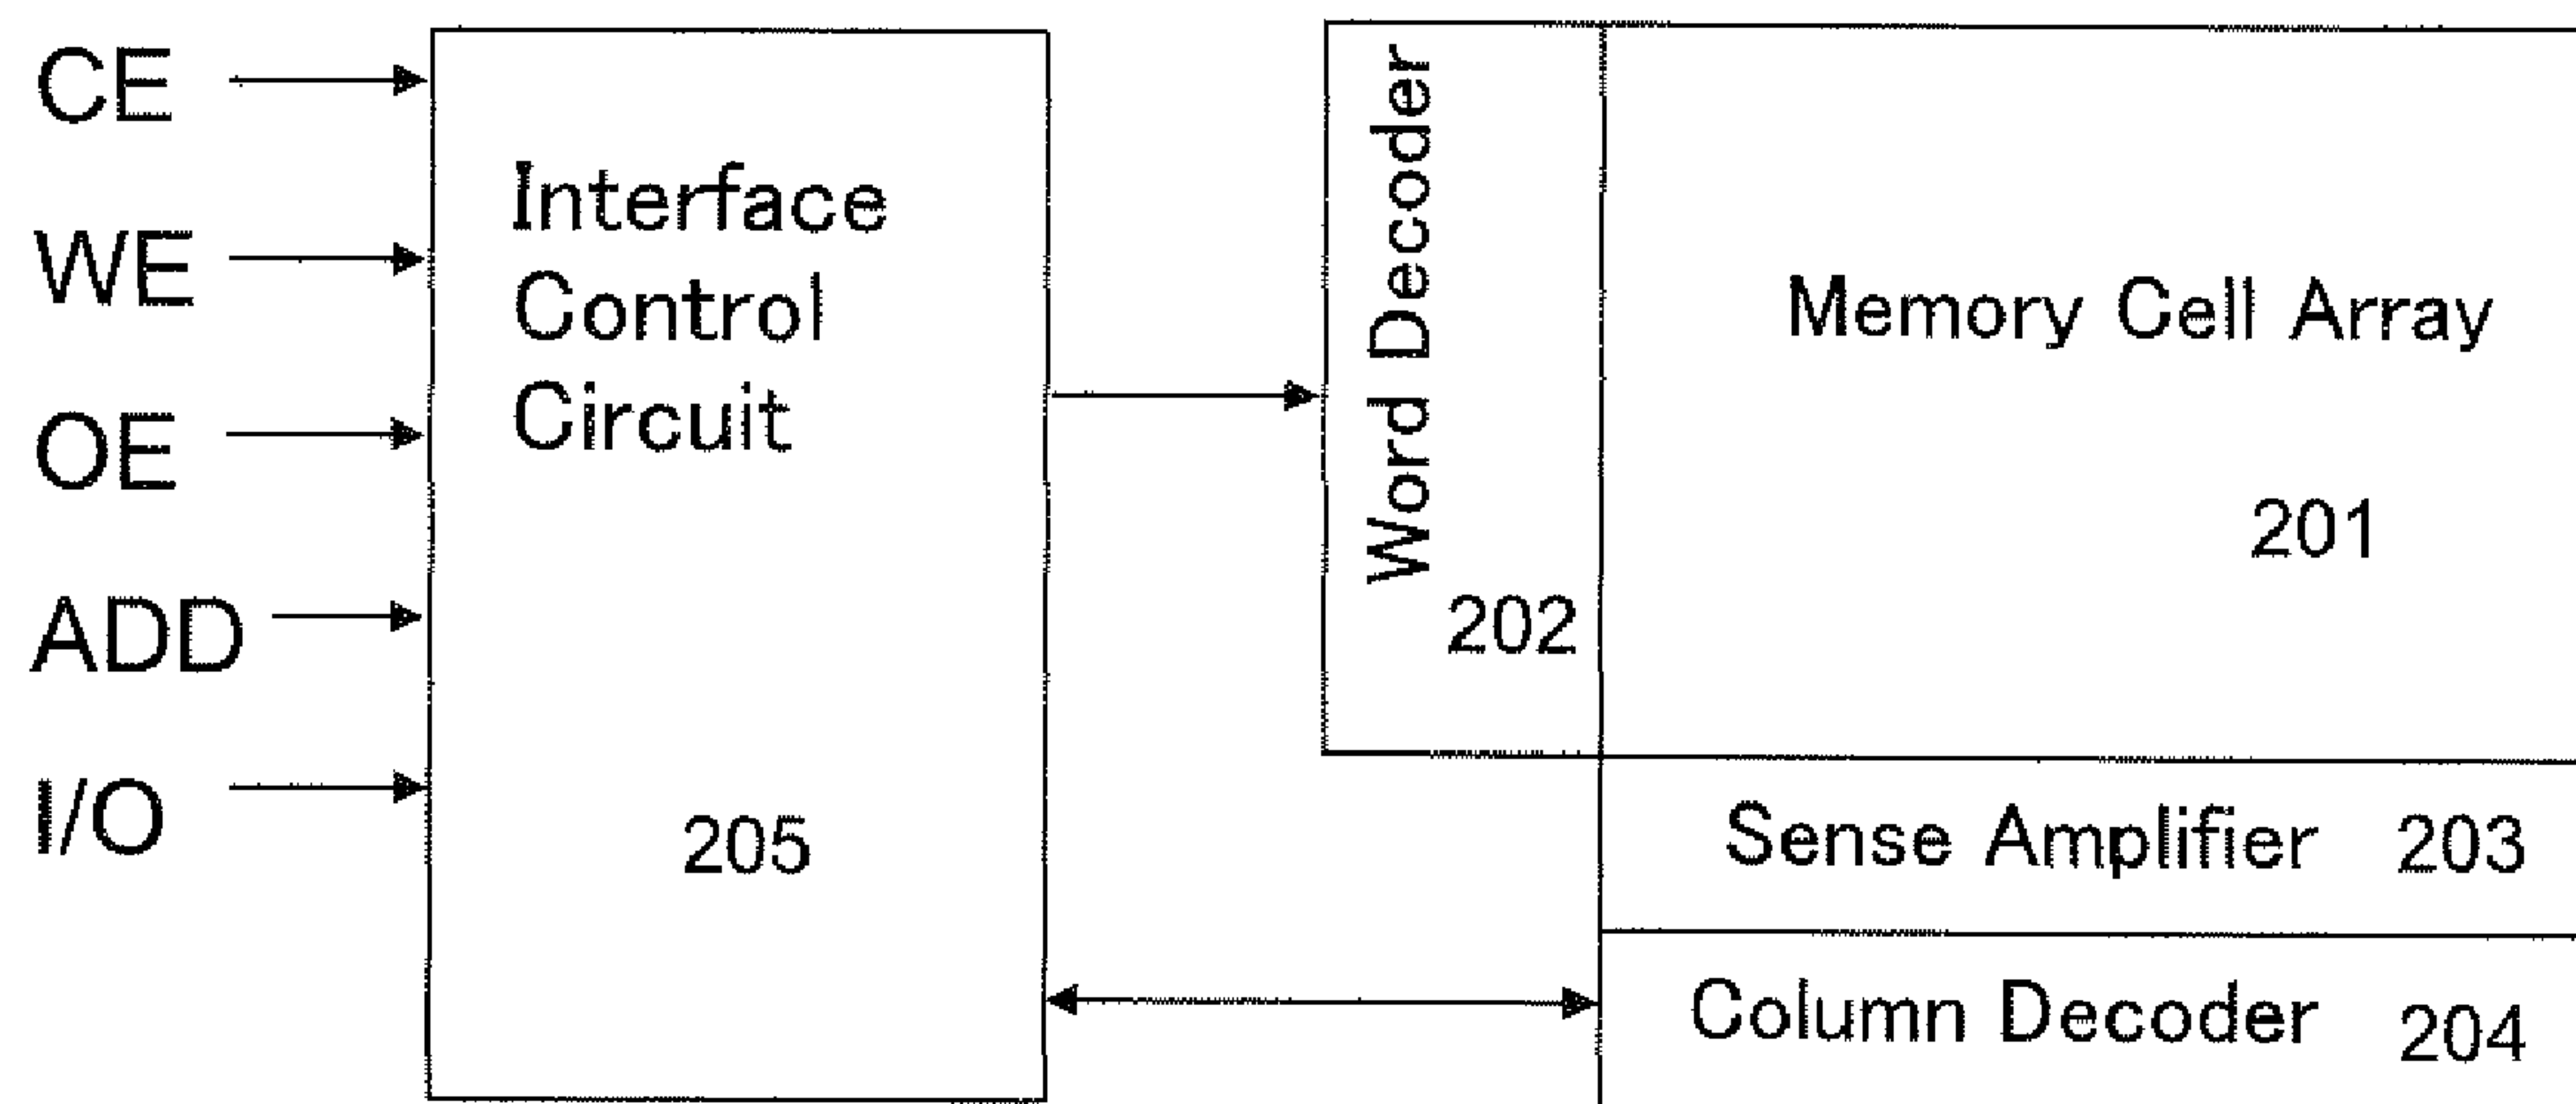 CE
WE
OE
ADD
I/O
Interface
Control
Circuit
205
Word Decoder
202
Memory Cell Array
201
Sense Amplifier 203
Column Decoder 204